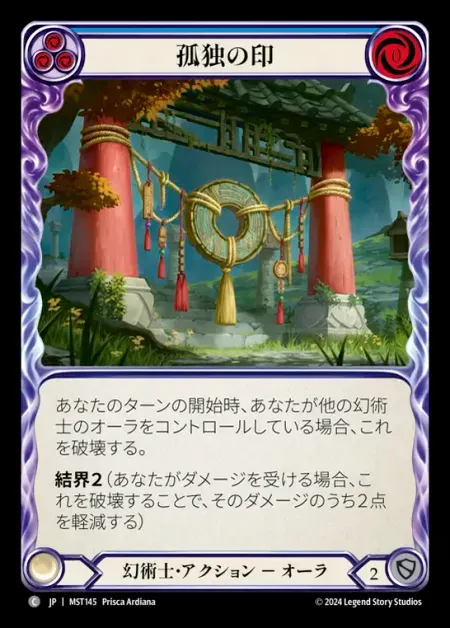 孤独の印
0
あなたのターンの開始時、あなたが他の幻術
士のオーラをコントロールしている場合、これ
を破壊する。
結界2(あなたがダメージを受ける場合、こ
れを破壊することで、そのダメージのうち2点
を軽減する)
幻術士・アクション − オーラ
2
C JP | MST145 Prisca Ardiana
© 2024 Legend Story Studios